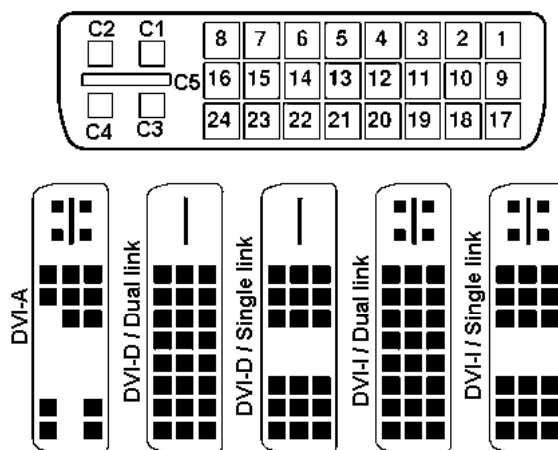 C2 C1 8 7 6 5 4 3 2 1
C5 16 15 14 13 12 11 10 9
C4 C3 24 23 22 21 20 19 18 17
DVI-A
DVI-D / Dual link
DVI-D / Single link
DVI-I / Dual link
DVI-I / Single link